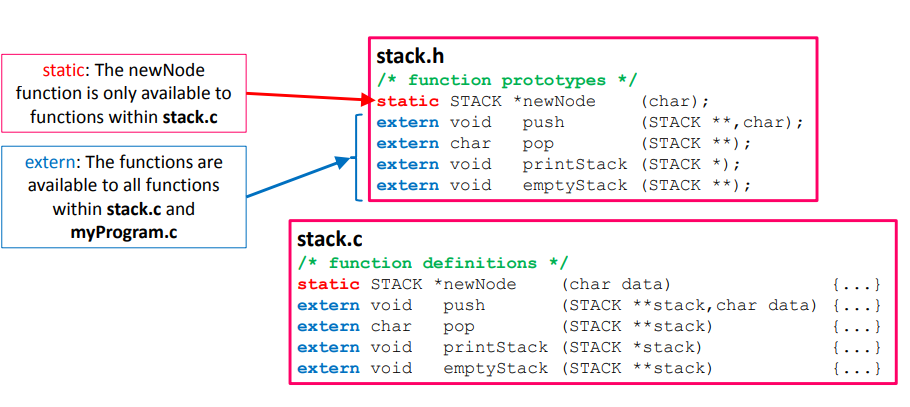 static: The newNode
function is only available to
functions within stack.c
extern: The functions are
available to all functions
within stack.c and
myProgram.c
stack.h
/* function prototypes */
static STACK *newNode (char);
extern void push (STACK **,char);
extern char pop (STACK **);
extern void printStack (STACK *);
extern void emptyStack (STACK **);
stack.c
/* function definitions */
static STACK *newNode (char data) {...}
extern void push (STACK **stack,char data) {...}
extern char pop (STACK **stack) {...}
extern void printStack (STACK *stack) {...}
extern void emptyStack (STACK **stack) {...}